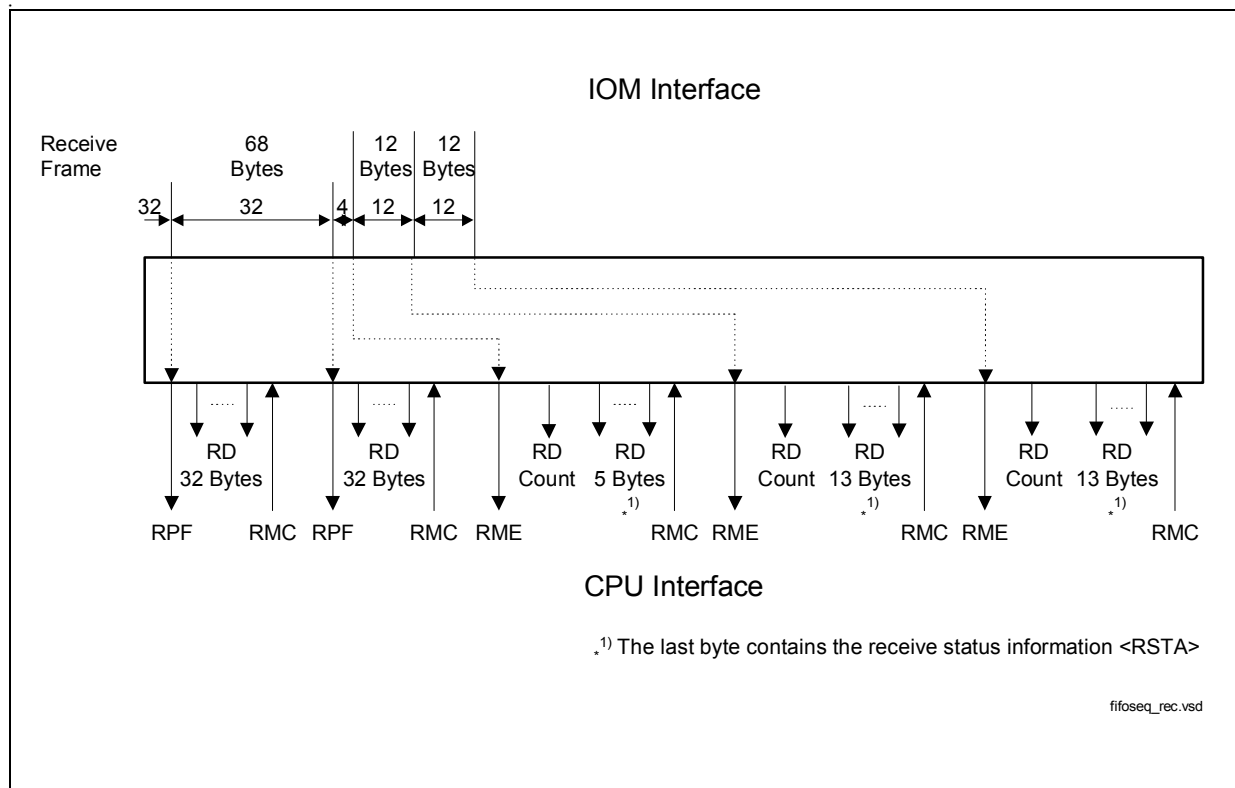 IOM Interface
Receive
Frame
68
Bytes
12
Bytes
12
Bytes
32
32
4
12
12
.....
.....
.....
.....
.....
RD
32 Bytes
RD
32 Bytes
RD
Count
RD
5 Bytes
*1)
RD
Count
RD
13 Bytes
*1)
RD
Count
RD
13 Bytes
*1)
RPF
RMC
RPF
RMC
RME
RMC
RME
RMC
RME
RMC
CPU Interface
*1) The last byte contains the receive status information <RSTA>
fifoseq_rec.vsd